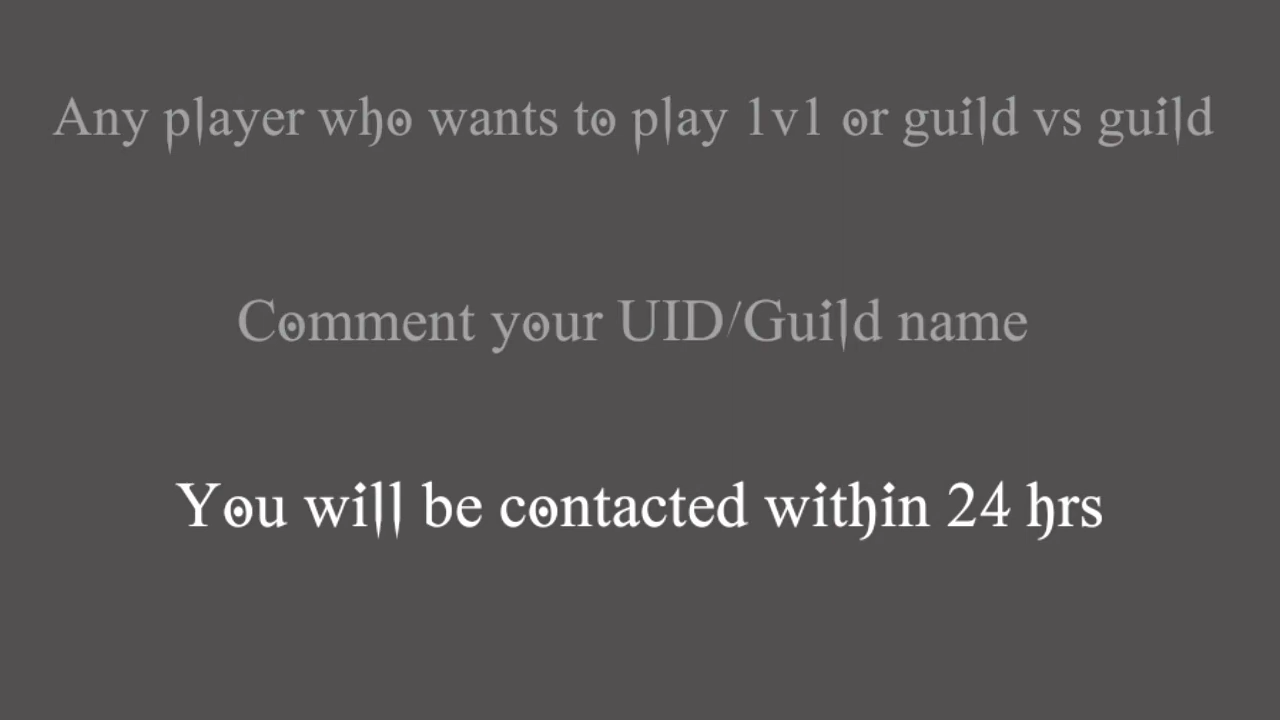 Any player who wants to play 1v1 or guild vs guild
Comment your UID/Guild name
You will be contacted within 24 hrs